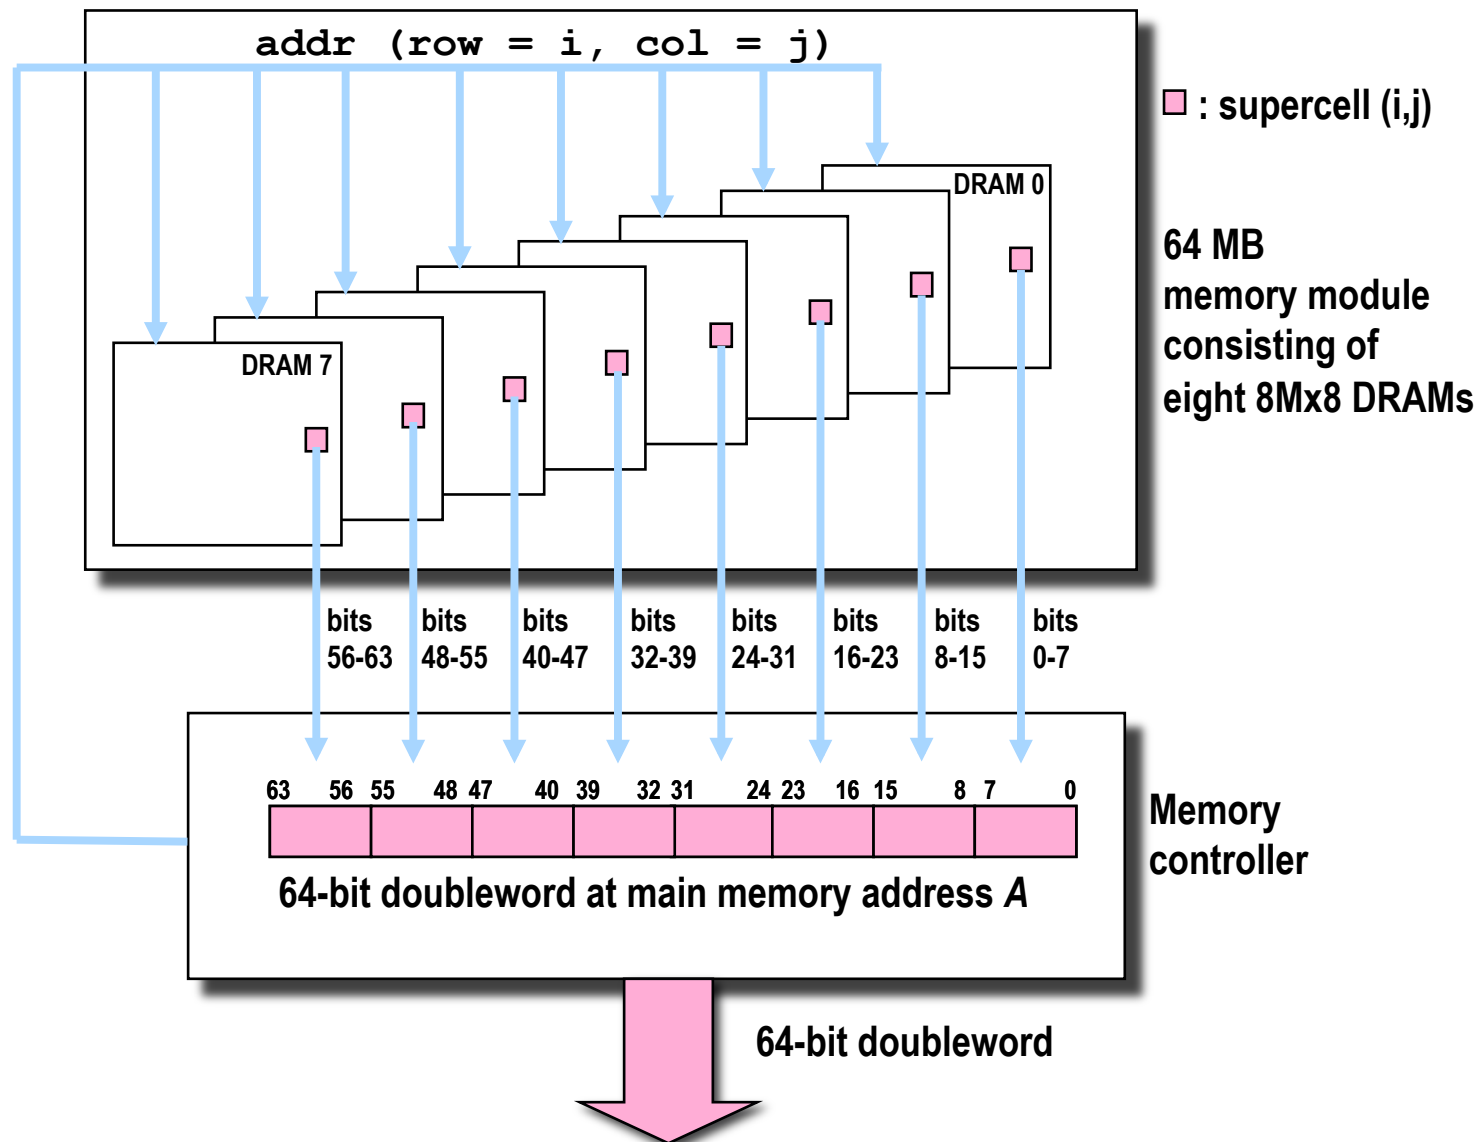 addr (row = i, col = j)
: supercell (i,j)
DRAM 0
64 MB
memory module
consisting of
eight 8Mx8 DRAMs
DRAM 7
bits bits bits bits bits bits bits bits
56-63 48-55 40-47 32-39 24-31 16-23 8-15 0-7
63 56 55 48 47 40 39 32 31 24 23 16 15 8 7 0
Memory
controller
64-bit doubleword at main memory address A
64-bit doubleword